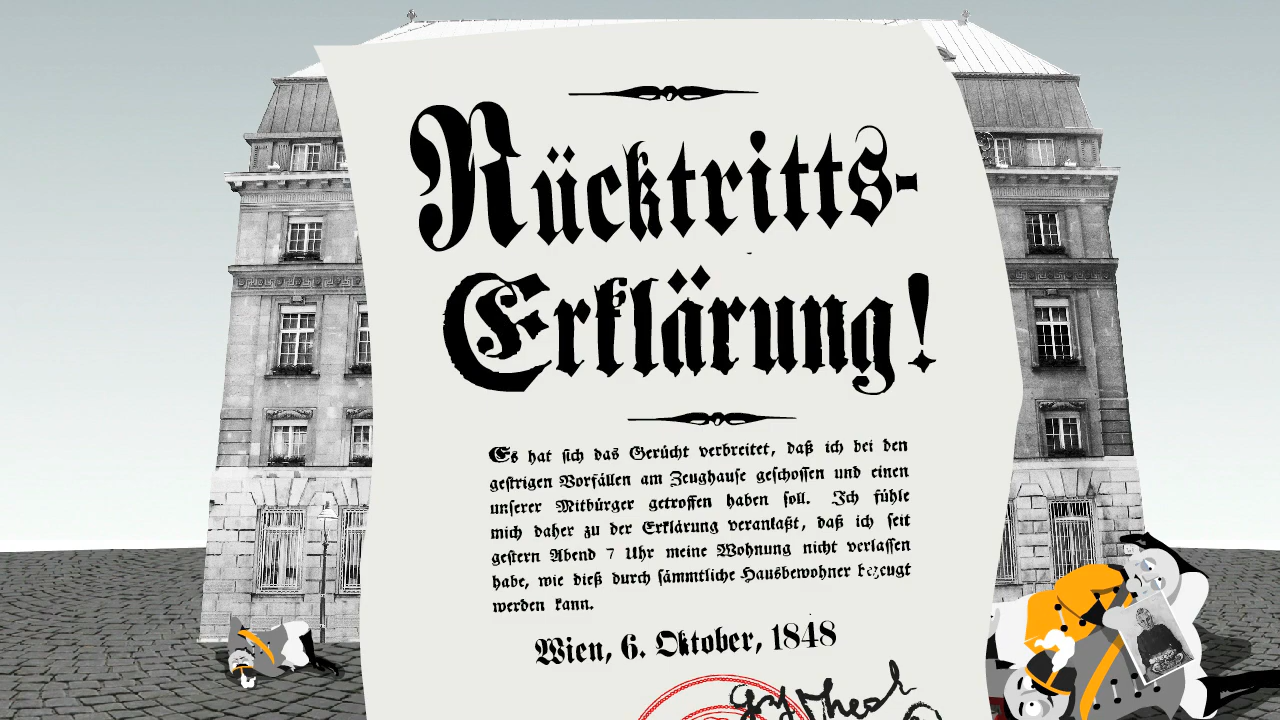 Rücktritts-
Erklärung!
Es hat sich das Gerücht verbreitet, daß ich bei den
gestrigen Vorfällen am Zeughause geschossen und einen
unserer Mitbürger getroffen haben soll. Ich fühle
mich daher zu der Erklärung veranlaßt, daß ich seit
gestern Abend 7 Uhr meine Wohnung nicht verlassen
habe, wie dieß durch sämmtliche Hausbewohner bezeugt
werden kann.
Wien, 6. Oktober, 1848